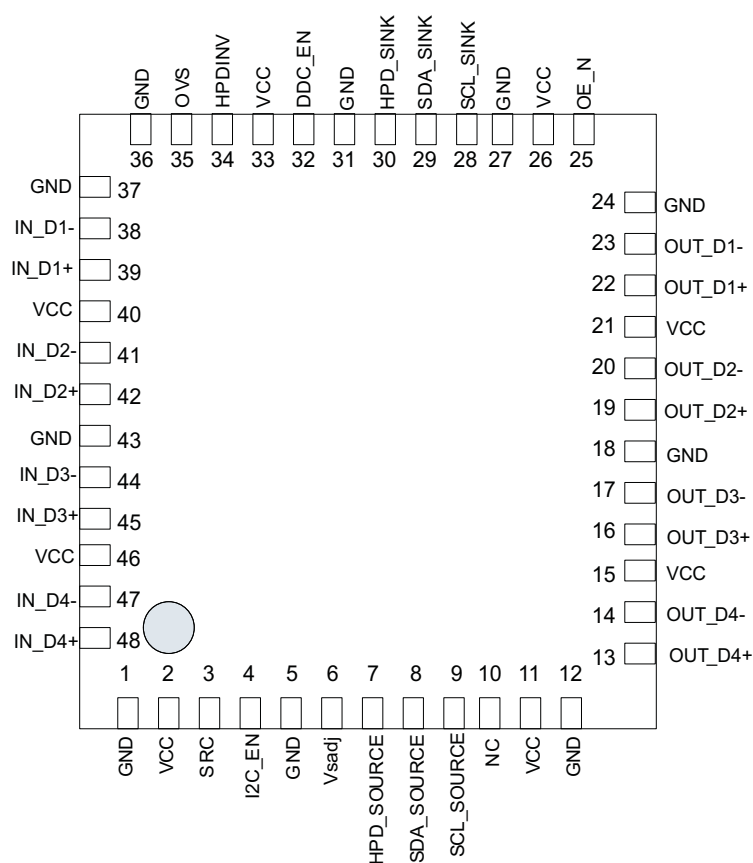 GND OVS HPDINV VCC DDC_EN GND HPD_SINK SDA_SINK SCL_SINK GND VCC OE_N
36 35 34 33 32 31 30 29 28 27 26 25
GND 37
IN_D1- 38
IN_D1+ 39
VCC 40
IN_D2- 41
IN_D2+ 42
GND 43
IN_D3- 44
IN_D3+ 45
VCC 46
IN_D4- 47
IN_D4+ 48
24 GND
23 OUT_D1-
22 OUT_D1+
21 VCC
20 OUT_D2-
19 OUT_D2+
18 GND
17 OUT_D3-
16 OUT_D3+
15 VCC
14 OUT_D4-
13 OUT_D4+
1 2 3 4 5 6 7 8 9 10 11 12
GND VCC SRC I2C_EN GND Vsadj HPD_SOURCE SDA_SOURCE SCL_SOURCE NC VCC GND